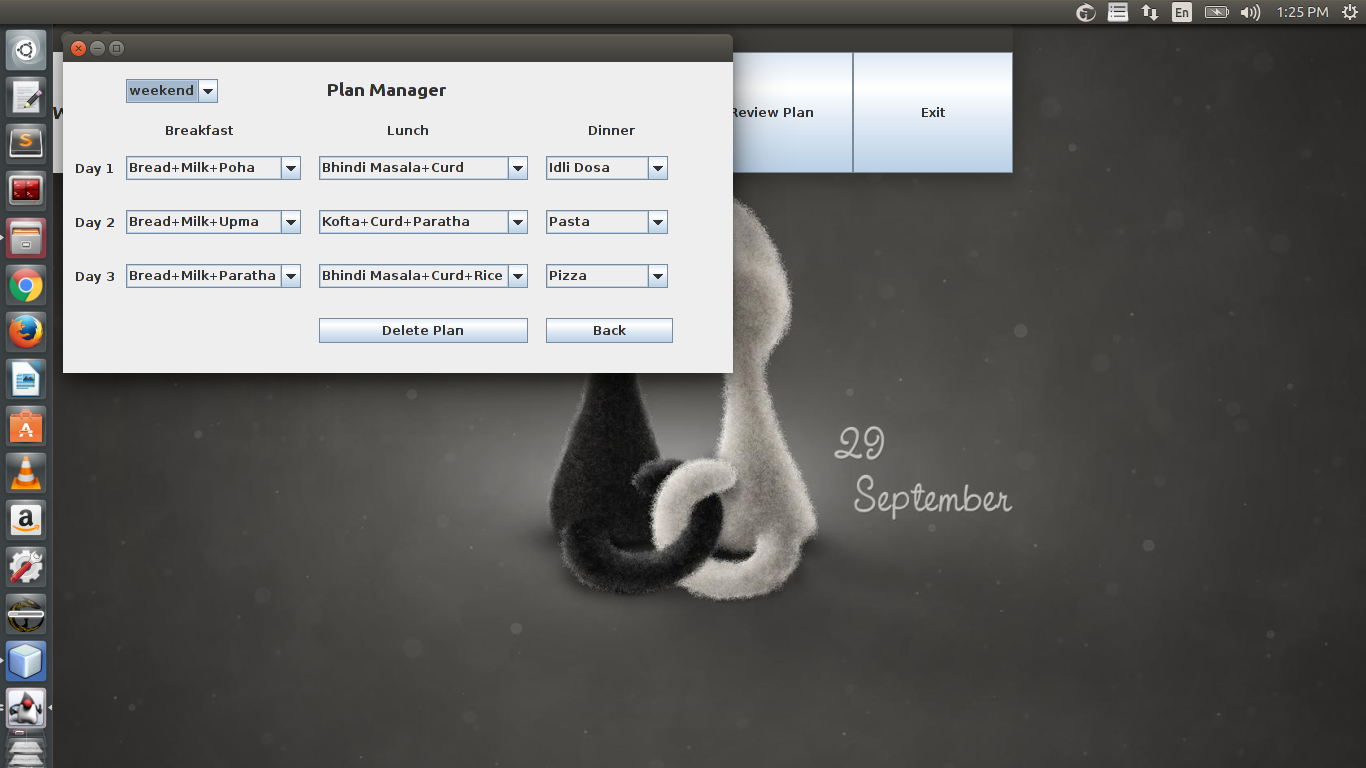 En 1:25 PM
weekend Plan Manager
Review Plan Exit
Breakfast Lunch Dinner
Day 1 Bread+Milk+Poha Bhindi Masala+Curd Idli Dosa
Day 2 Bread+Milk+Upma Kofta+Curd+Paratha Pasta
Day 3 Bread+Milk+Paratha Bhindi Masala+Curd+Rice Pizza
Delete Plan Back
29
September